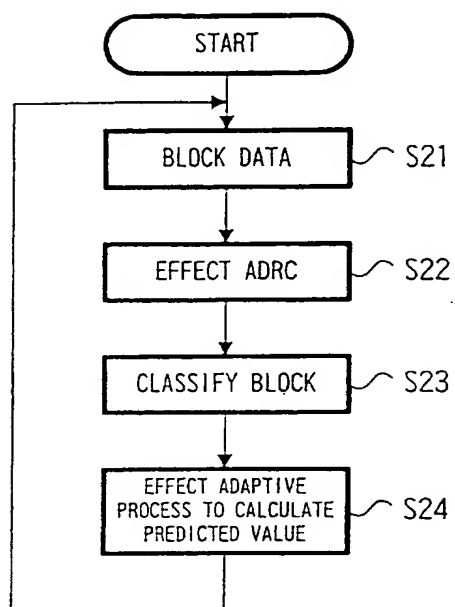 START
BLOCK DATA
S21
EFFECT ADRC
S22
CLASSIFY BLOCK
S23
EFFECT ADAPTIVE
PROCESS TO CALCULATE
PREDICTED VALUE
S24